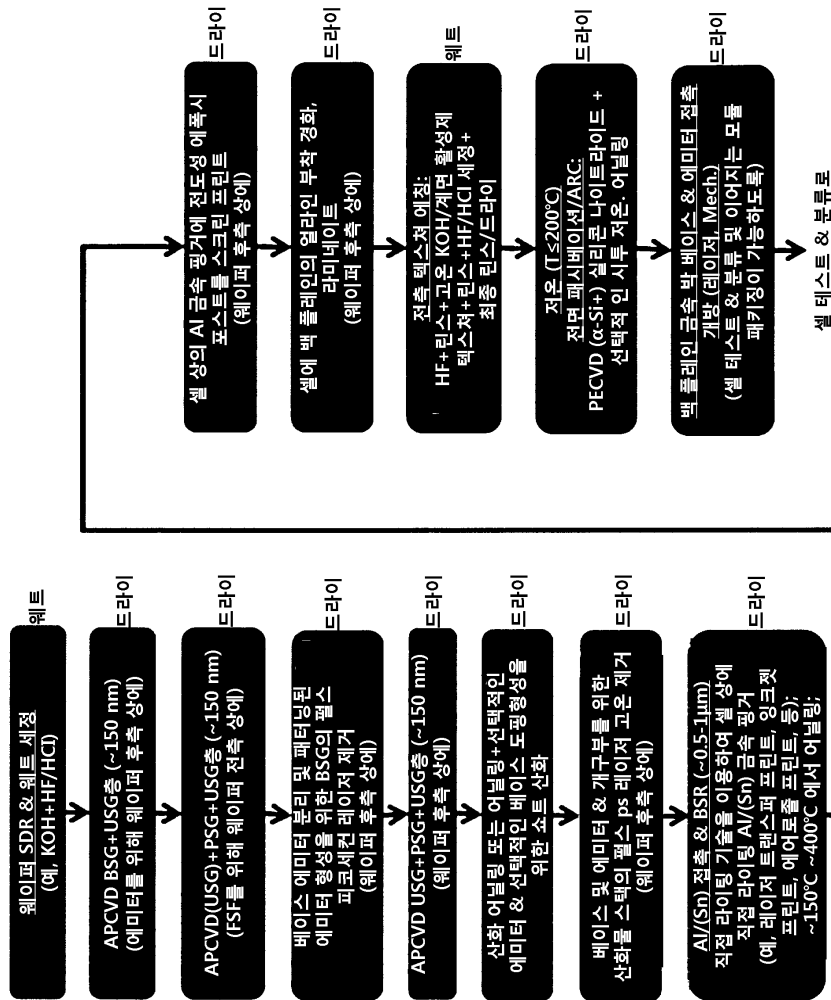 웨이퍼 SDR & 웨트 세정
(예, KOH+HF/HCl)
웨트
APCVD BSG+USG층 (~150 nm)
(에미터를 위해 웨이퍼 후측 상에)
드라이
APCVD(USG)+PSG+USG층 (~150 nm)
(FSF를 위해 웨이퍼 전측 상에)
드라이
베이스 에미터 분리 및 패터닝된
에미터 형성을 위한 BSG의 펄스
피코세컨 레이저 제거
(웨이퍼 후측 상에)
드라이
APCVD USG+PSG+USG층 (~150 nm)
(웨이퍼 후측 상에)
드라이
산화 어닐링 또는 어닐링+선택적인
에미터 & 선택적인 베이스 도핑형성을
위한 쇼트 산화
드라이
베이스 및 에미터 & 개구부를 위한
산화물 스택의 펄스 ps 레이저 고온 제거
(웨이퍼 후측 상에)
드라이
Al/(Sn) 접촉 & BSR (~0.5-1μm)
직접 라이팅 기술을 이용하여 셀 상에
직접 라이팅 Al/(Sn) 금속 핑거
(예, 레이저 트랜스퍼 프린트, 잉크젯
프린트, 에어로졸 프린트, 등);
~150℃ ~400℃ 에서 어닐링;
드라이
셀 상의 Al 금속 핑거에 전도성 에폭시
포스트를 스크린 프린트
(웨이퍼 후측 상에)
드라이
셀에 백 플레인의 얼라인 부착 경화,
라미네이트
(웨이퍼 후측 상에)
드라이
전측 텍스쳐 에칭:
HF+린스+고온 KOH/계면 활성제
텍스쳐+린스+HF/HCl 세정+
최종 린스/드라이
웨트
저온 (T≤200℃)
전면 패시베이션/ARC:
PECVD (α-Si+) 실리콘 나이트라이드 +
선택적 인 시투 저온· 어닐링
드라이
백 플레인 금속 박 베이스 & 에미터 접촉
개방 (레이저, Mech.)
(셀 테스트 & 분류 및 이어지는 모듈
패키징이 가능하도록)
드라이
셀 테스트 & 분류로